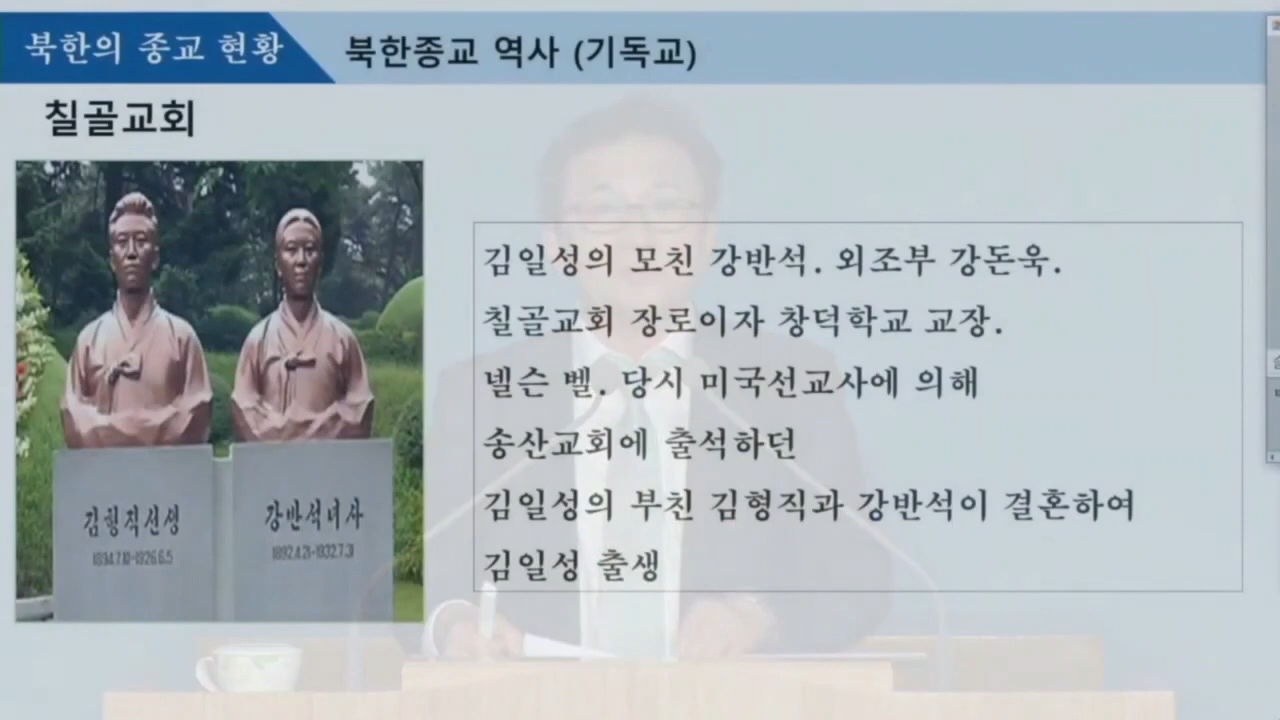 북한의 종교 현황
북한종교 역사 (기독교)
칠골교회
김일성의 모친 강반석. 외조부 강돈욱.
칠골교회 장로이자 창덕학교 교장.
넬슨 벨. 당시 미국선교사에 의해
송산교회에 출석하던
김일성의 부친 김형직과 강반석이 결혼하여
김일성 출생
김형직선생
1894.7.10-1926.6.5
강반석녀사
1892.4.21-1932.7.31